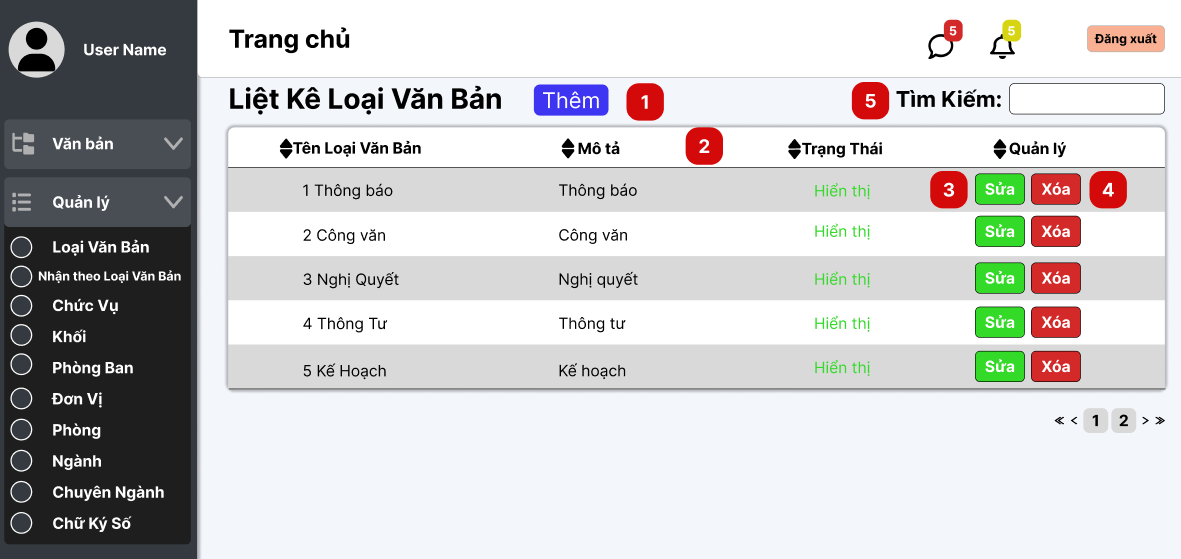 User Name
Văn bản
Quản lý
Loại Văn Bản
Nhận theo Loại Văn Bản
Chức Vụ
Khối
Phòng Ban
Đơn Vị
Phòng
Ngành
Chuyên Ngành
Chữ Ký Số
Trang chủ
5
5
Đăng xuất
Liệt Kê Loại Văn Bản Thêm 1 5 Tìm Kiếm:
Tên Loại Văn Bản Mô tả 2 Trạng Thái Quản lý
1 Thông báo Thông báo Hiển thị 3 Sửa Xóa 4
2 Công văn Công văn Hiển thị Sửa Xóa
3 Nghị Quyết Nghị quyết Hiển thị Sửa Xóa
4 Thông Tư Thông tư Hiển thị Sửa Xóa
5 Kế Hoạch Kế hoạch Hiển thị Sửa Xóa
« < 1 2 > »